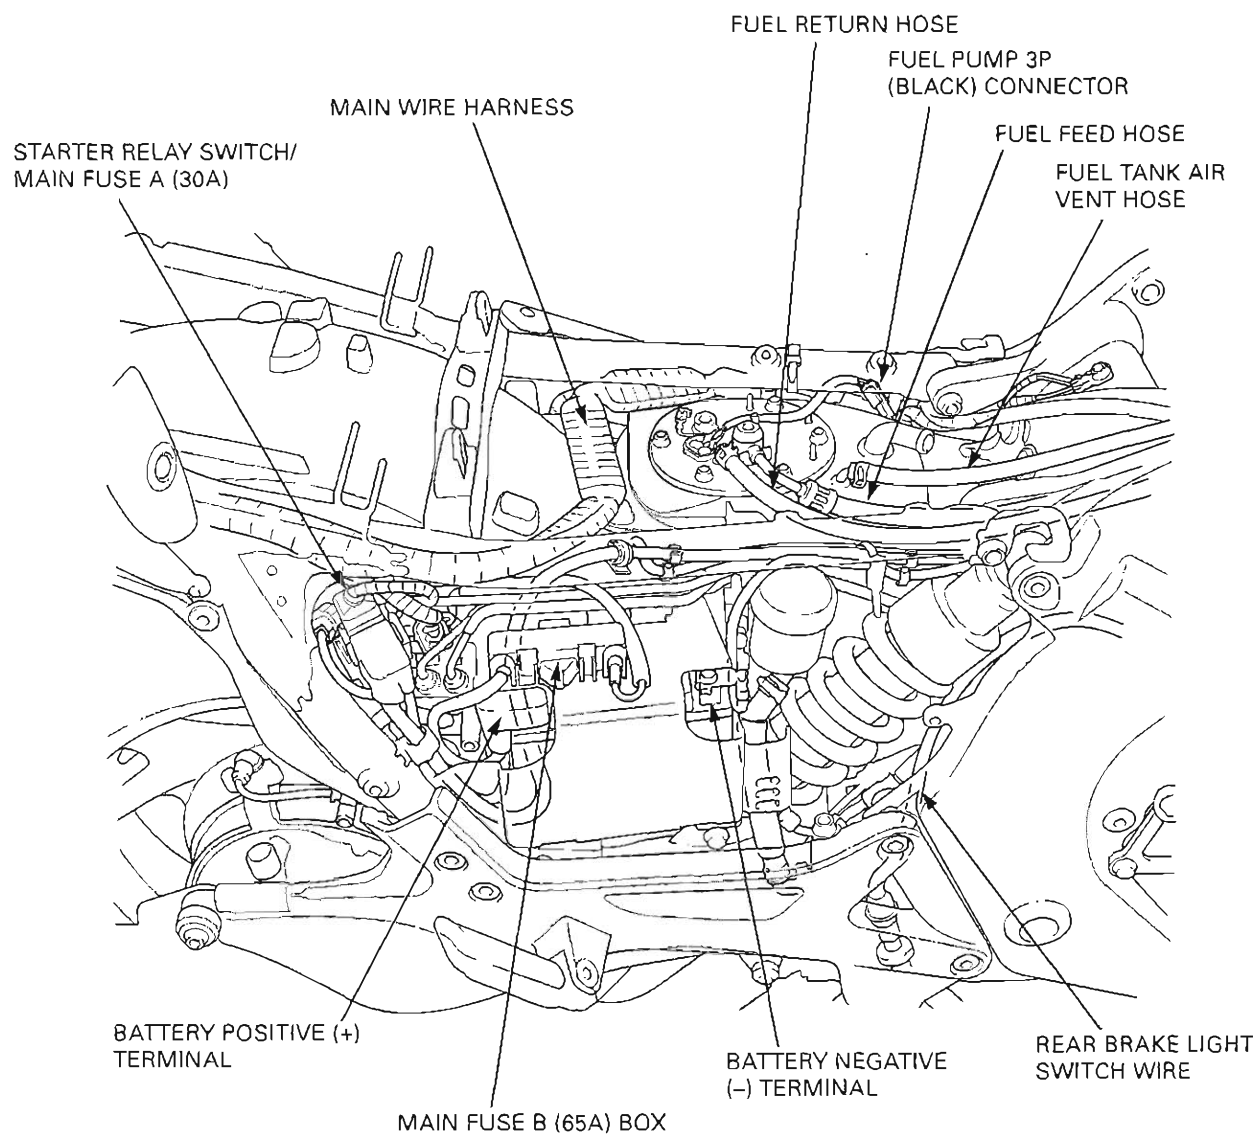 FUEL RETURN HOSE
FUEL PUMP 3P
(BLACK) CONNECTOR
MAIN WIRE HARNESS
FUEL FEED HOSE
STARTER RELAY SWITCH/
MAIN FUSE A (30A)
FUEL TANK AIR
VENT HOSE
BATTERY POSITIVE (+)
TERMINAL
REAR BRAKE LIGHT
SWITCH WIRE
BATTERY NEGATIVE
(–) TERMINAL
MAIN FUSE B (65A) BOX